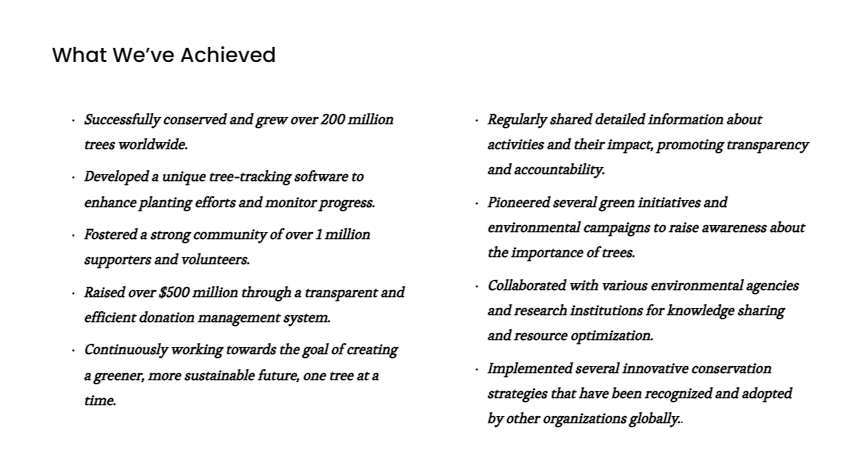 What We’ve Achieved
· Successfully conserved and grew over 200 million
trees worldwide.
· Developed a unique tree-tracking software to
enhance planting efforts and monitor progress.
· Fostered a strong community of over 1 million
supporters and volunteers.
· Raised over $500 million through a transparent and
efficient donation management system.
· Continuously working towards the goal of creating
a greener, more sustainable future, one tree at a
time.
· Regularly shared detailed information about
activities and their impact, promoting transparency
and accountability.
· Pioneered several green initiatives and
environmental campaigns to raise awareness about
the importance of trees.
· Collaborated with various environmental agencies
and research institutions for knowledge sharing
and resource optimization.
· Implemented several innovative conservation
strategies that have been recognized and adopted
by other organizations globally..